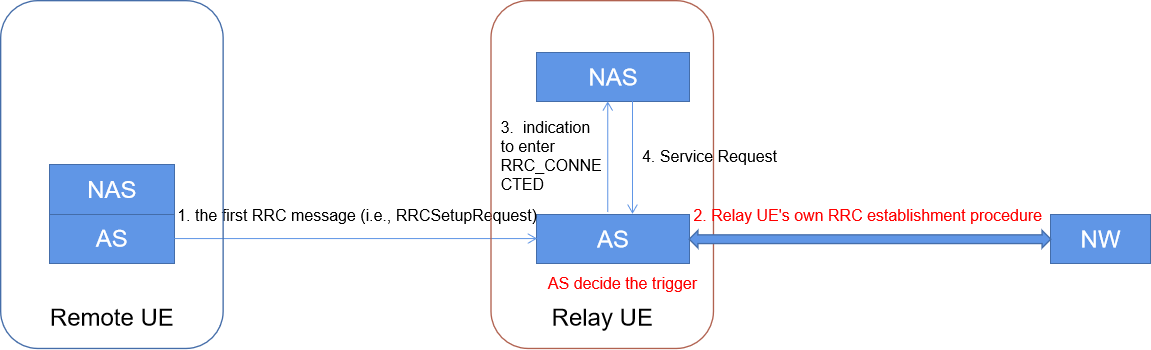 NAS
3. indication
to enter
RRC_CONNE
CTED
4. Service Request
NAS
1. the first RRC message (i.e., RRCSetupRequest)
2. Relay UE's own RRC establishment procedure
AS
AS
NW
AS decide the trigger
Remote UE
Relay UE